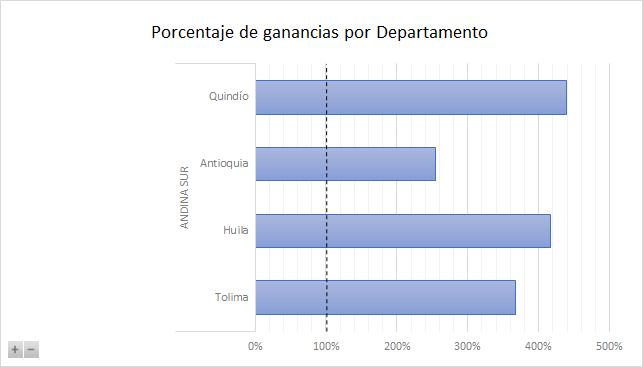 Porcentaje de ganancias por Departamento
ANDINA SUR
Quindío
Antioquia
Huila
Tolima
0% 100% 200% 300% 400% 500%
+ −